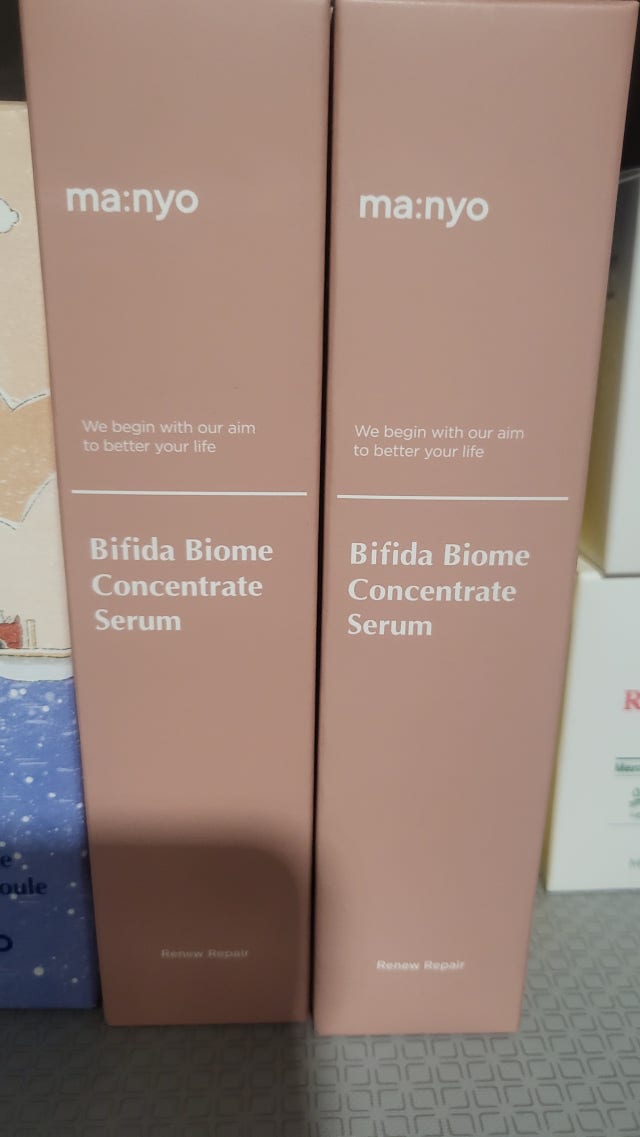 ma:nyo
We begin with our aim
to better your life
Bifida Biome
Concentrate
Serum
Renew Repair
ma:nyo
We begin with our aim
to better your life
Bifida Biome
Concentrate
Serum
Renew Repair
e
oule
R